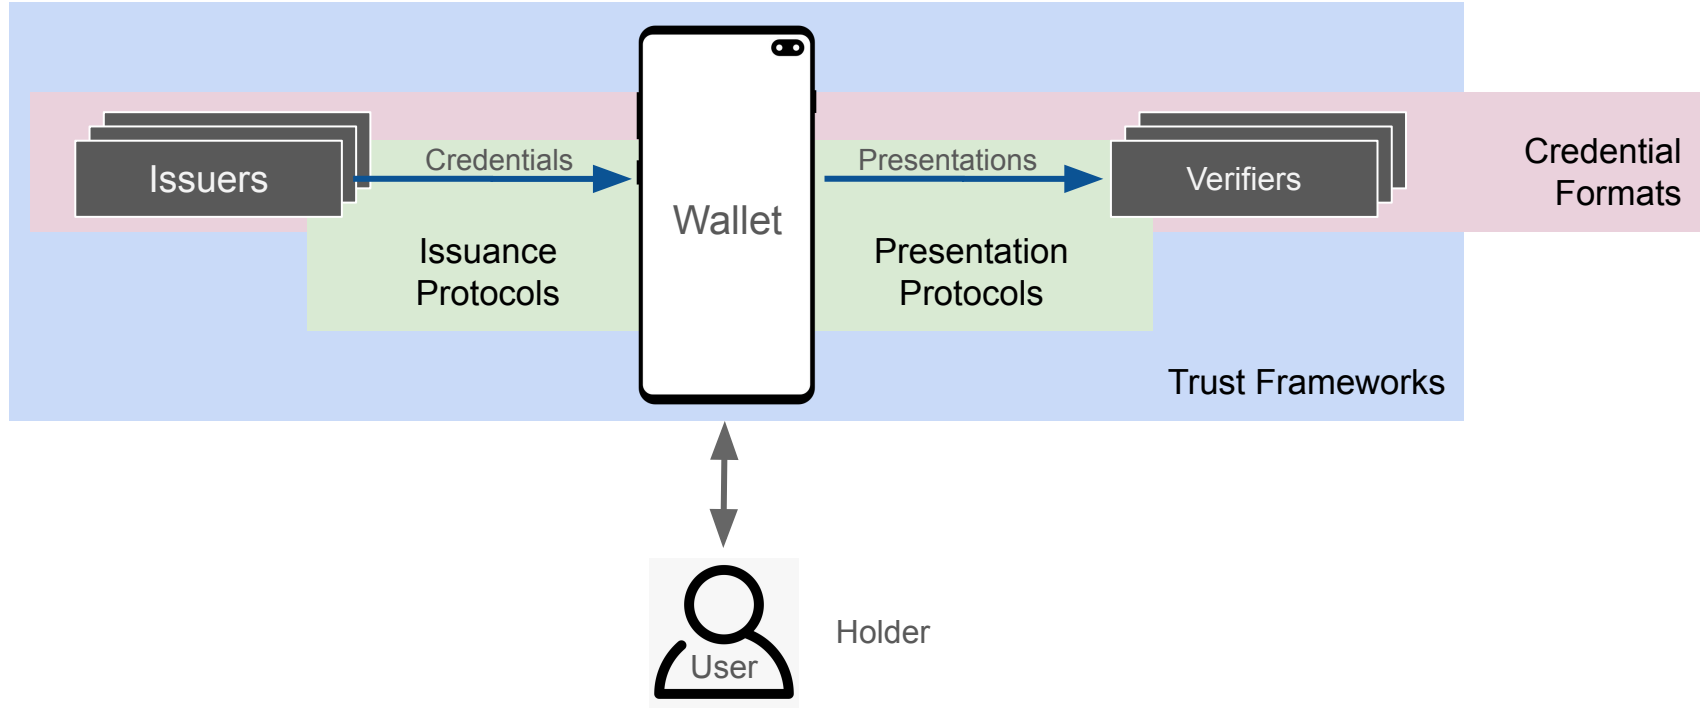 Issuers
Credentials
Wallet
Presentations
Verifiers
Credential
Formats
Issuance
Protocols
Presentation
Protocols
Trust Frameworks
User
Holder